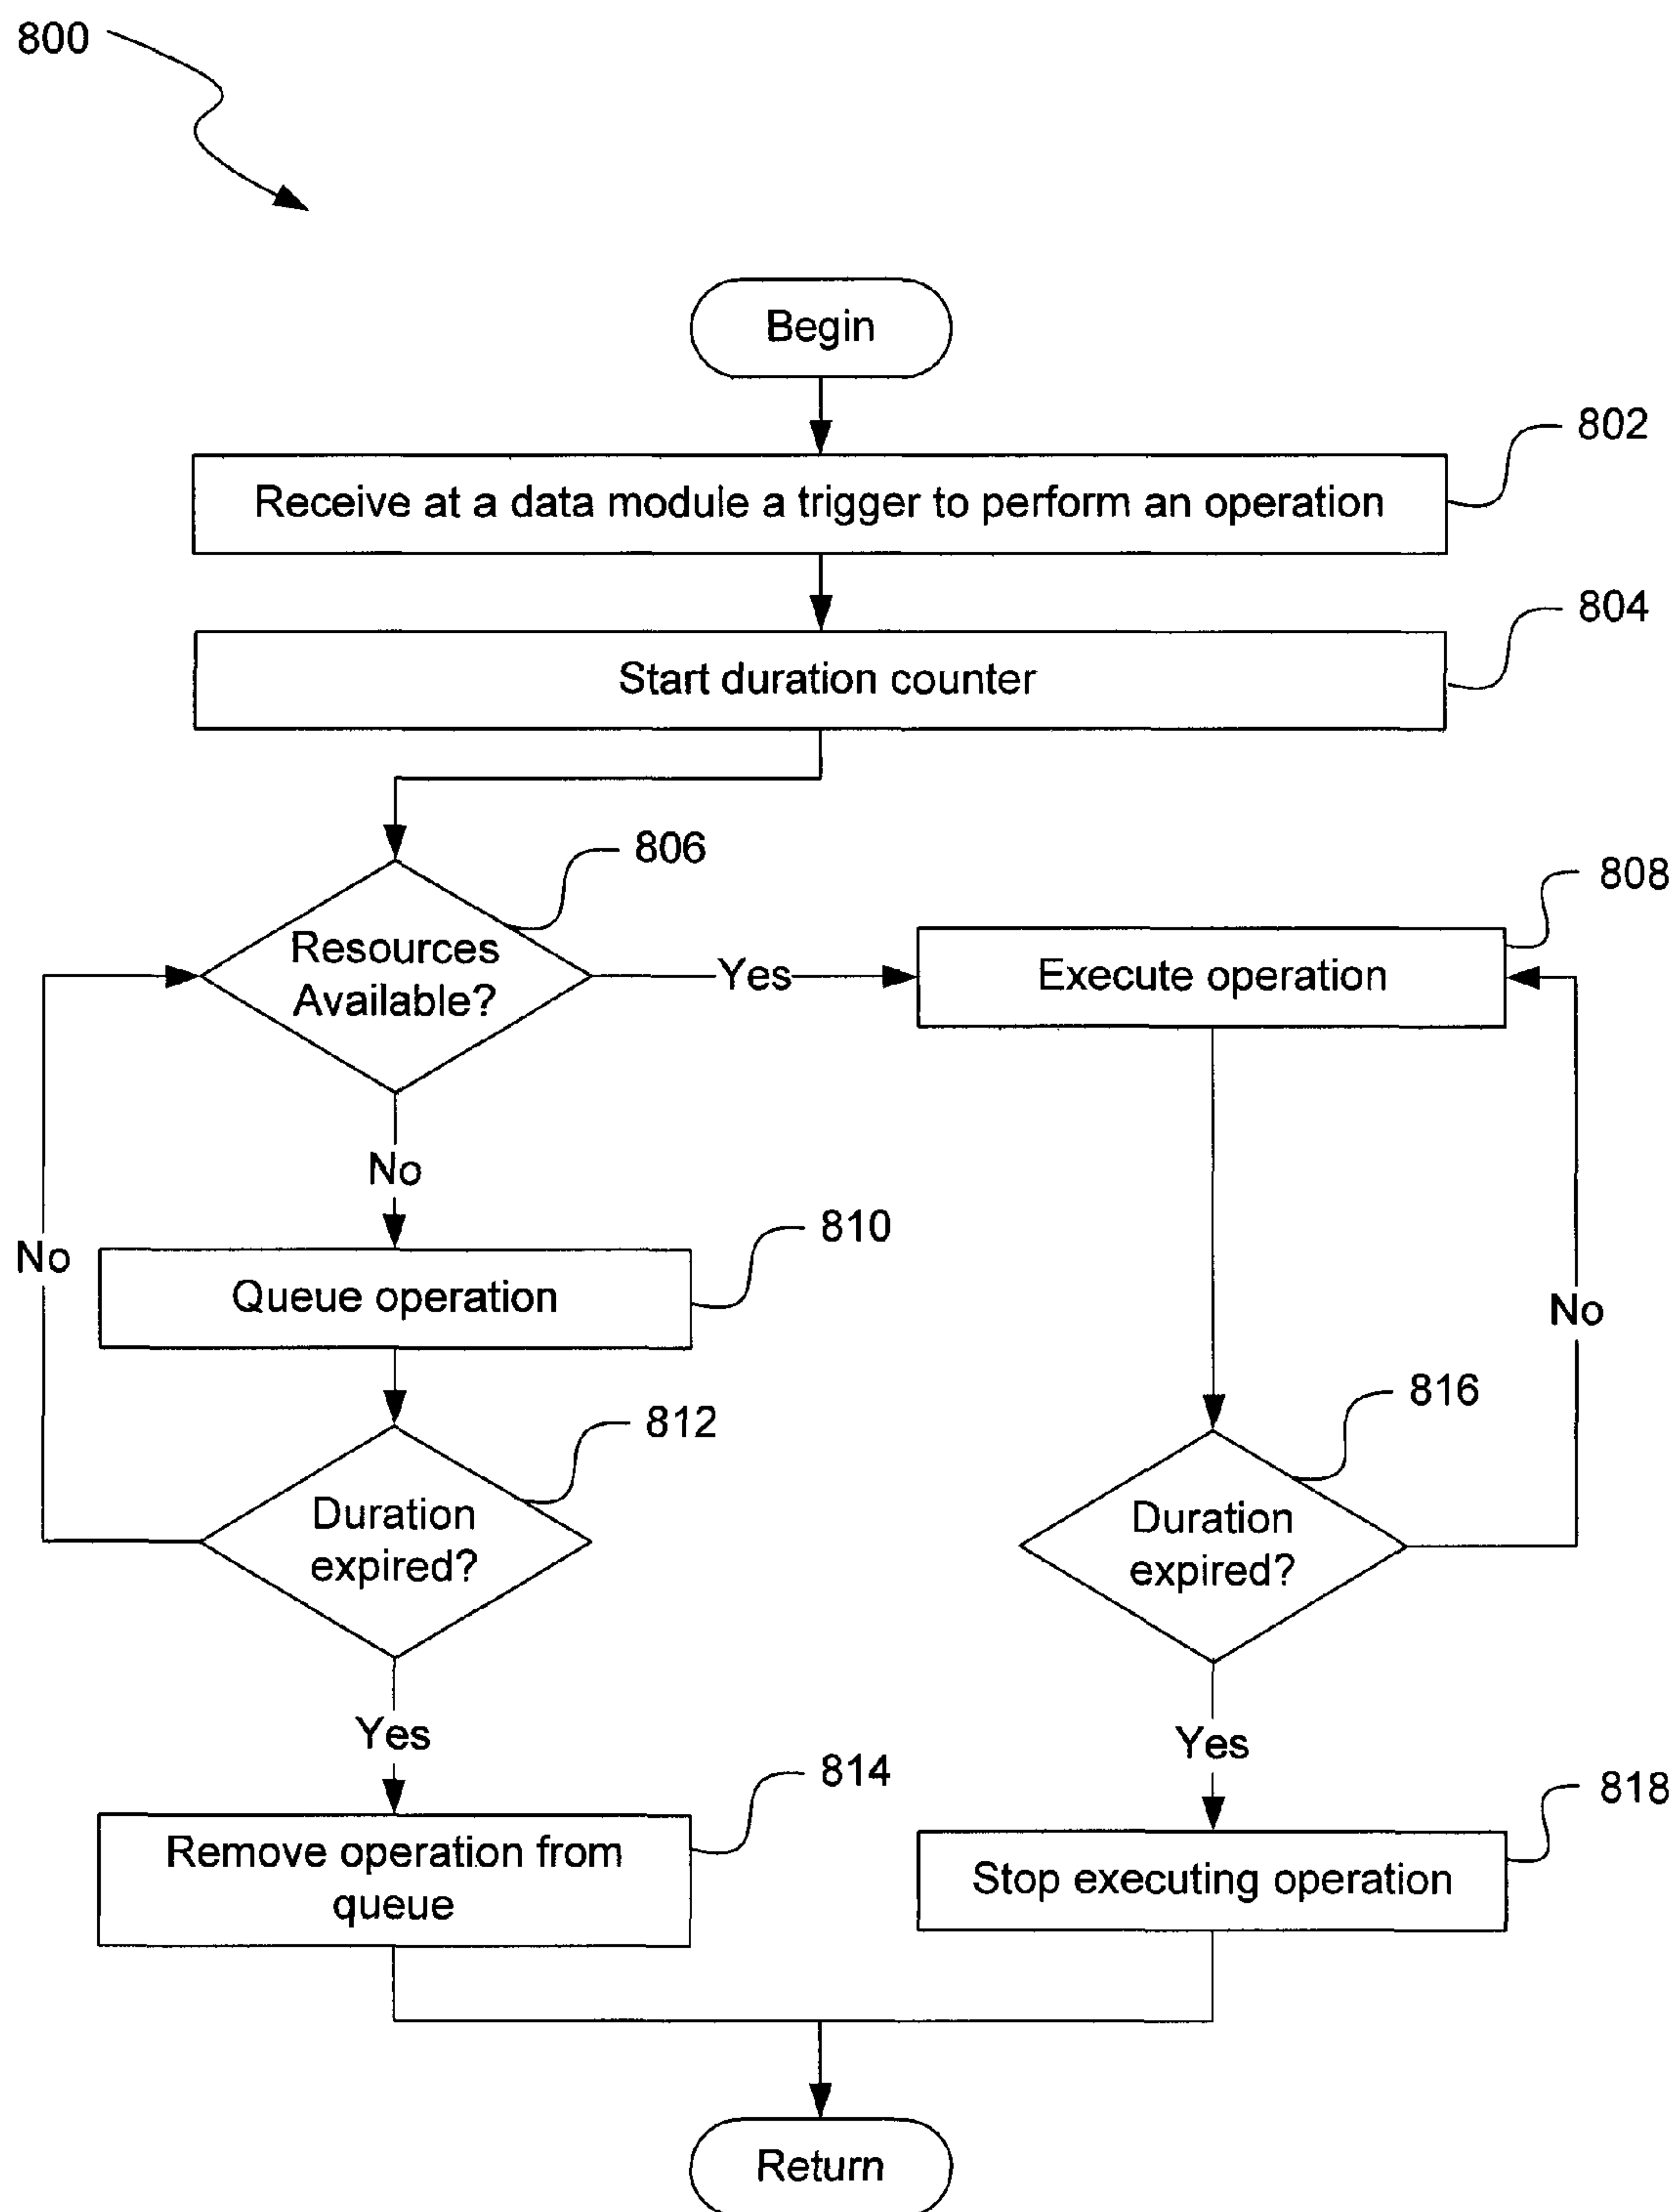 800
Begin
802
Receive at a data module a trigger to perform an operation
804
Start duration counter
806
808
Resources
Available?
Yes
Execute operation
No
810
No
Queue operation
No
812
816
Duration
expired?
Duration
expired?
Yes
Yes
814
818
Remove operation from
queue
Stop executing operation
Return